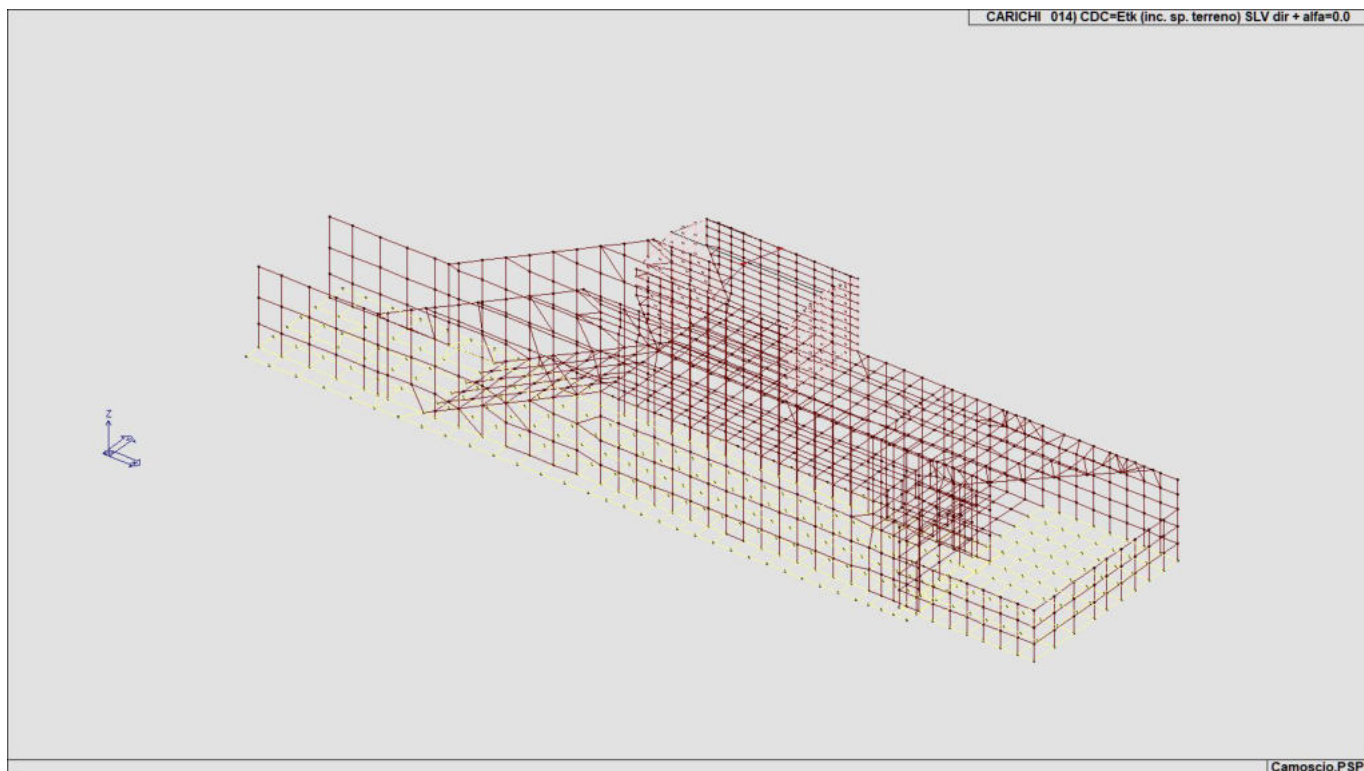 CARICHI 014) CDC=Etk (inc. sp. terreno) SLV dir + alfa=0.0
Z
Camoscio.PSP